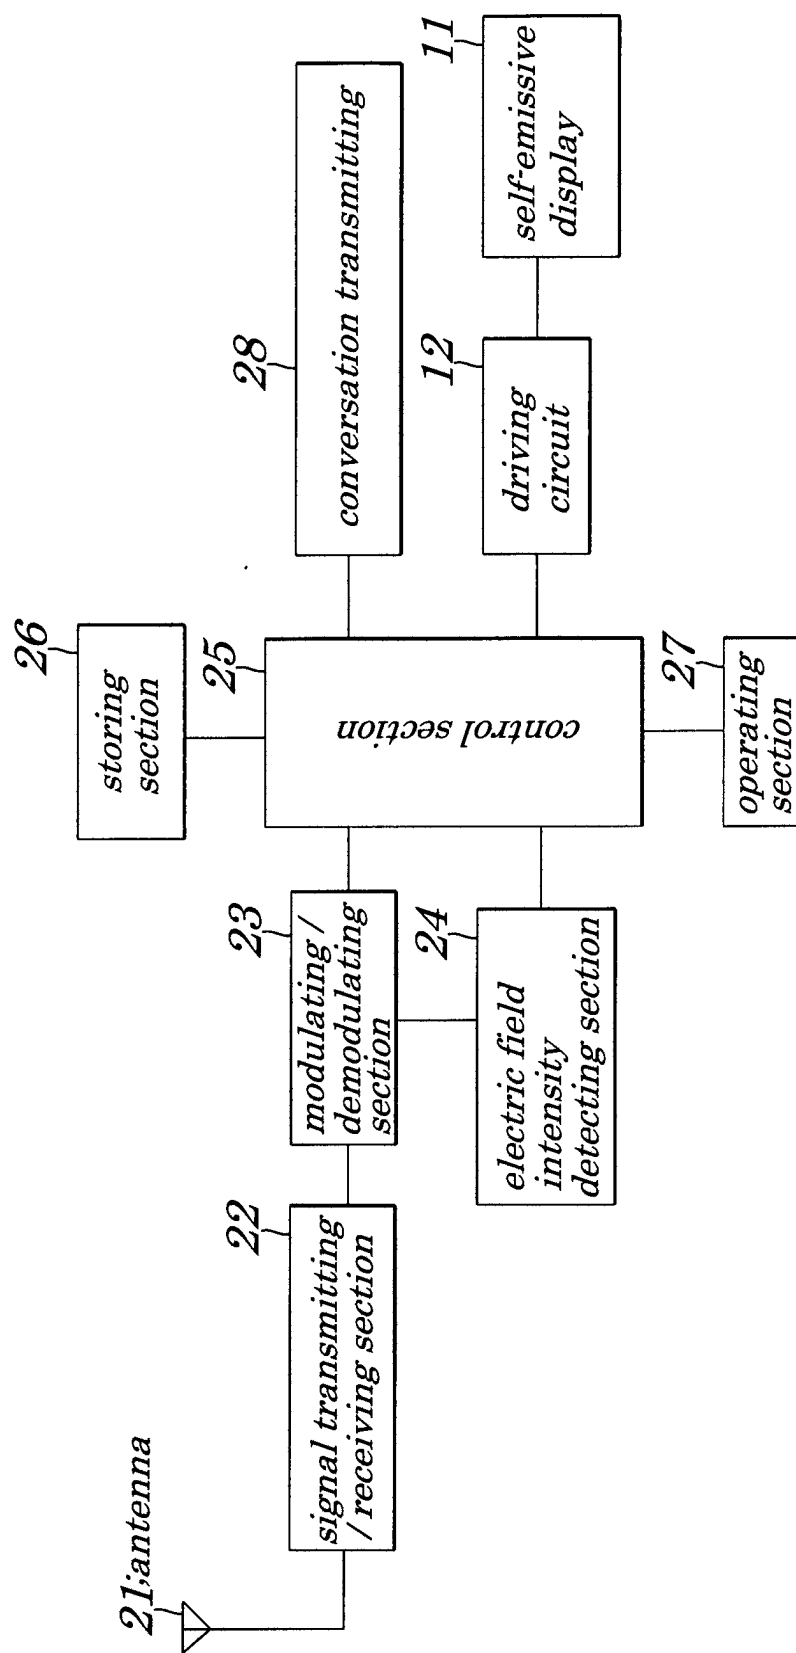 21;antenna
22
signal transmitting
/ receiving section
23
modulating /
demodulating
section
24
electric field
intensity
detecting section
26
storing
section
25
control section
27
operating
section
28
conversation transmitting
12
driving
circuit
11
self-emissive
display